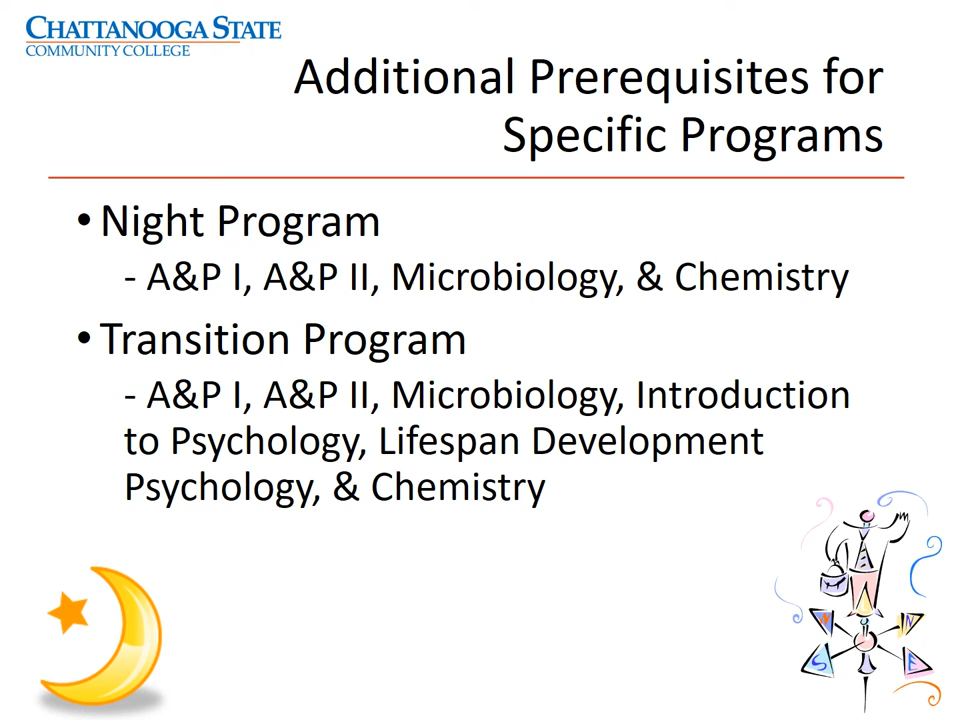 CHATTANOOGA STATE
COMMUNITY COLLEGE
Additional Prerequisites for
Specific Programs
• Night Program
- A&P I, A&P II, Microbiology, & Chemistry
• Transition Program
- A&P I, A&P II, Microbiology, Introduction
to Psychology, Lifespan Development
Psychology, & Chemistry
N
S
E